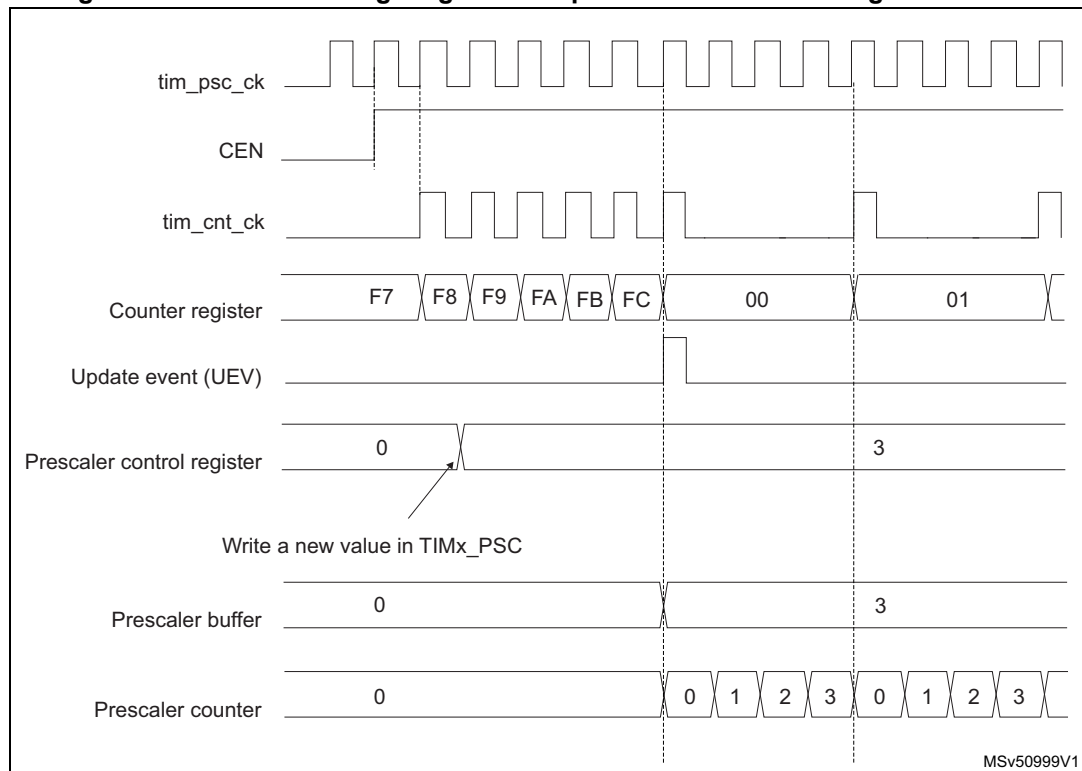 tim_psc_ck
CEN
tim_cnt_ck
Counter register F7 F8 F9 FA FB FC 00 01
Update event (UEV)
Prescaler control register 0 3
Write a new value in TIMx_PSC
Prescaler buffer 0 3
Prescaler counter 0 0 1 2 3 0 1 2 3
MSv50999V1